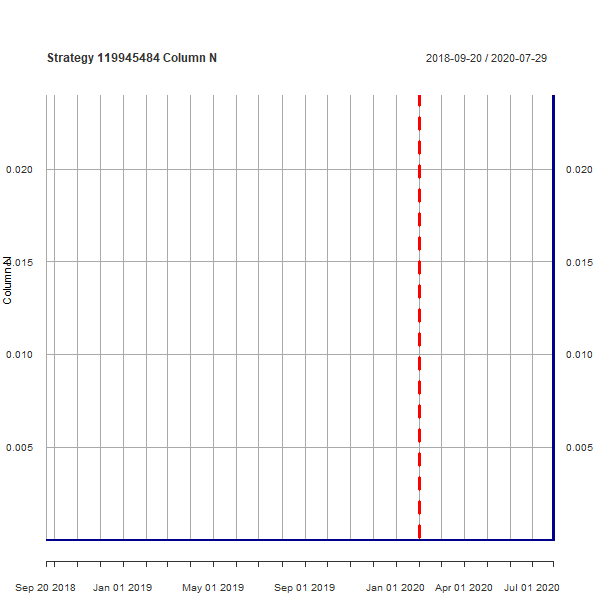 Strategy 119945484 Column N
2018-09-20 / 2020-07-29
0.020
0.020
Column N
0.015
0.015
0.010
0.010
0.005
0.005
Sep 20 2018
Jan 01 2019
May 01 2019
Sep 01 2019
Jan 01 2020
Apr 01 2020
Jul 01 2020